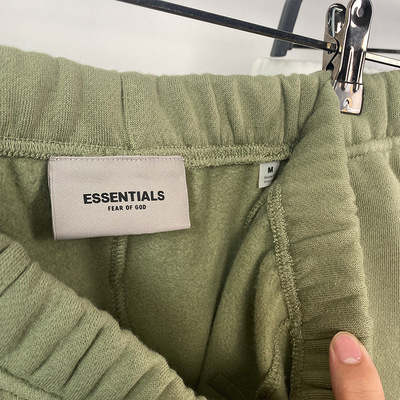 ESSENTIALS
FEAR OF GOD
M